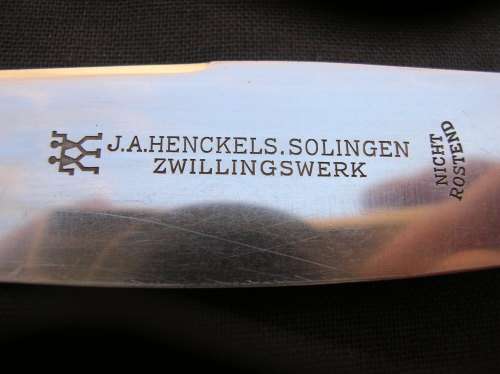 J.A.HENCKELS.SOLINGEN
ZWILLINGSWERK
NICHT
ROSTEND